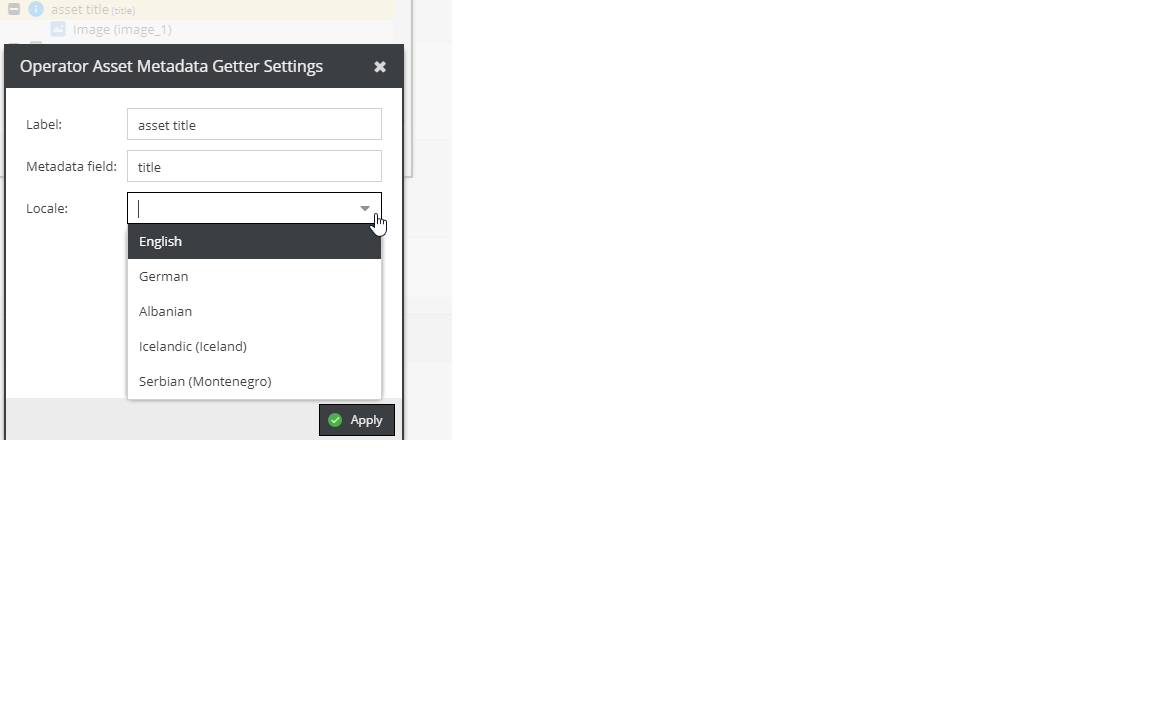 asset title (title)
Image (image_1)
Operator Asset Metadata Getter Settings
Label:
asset title
Metadata field:
title
Locale:
English
German
Albanian
Icelandic (Iceland)
Serbian (Montenegro)
Apply